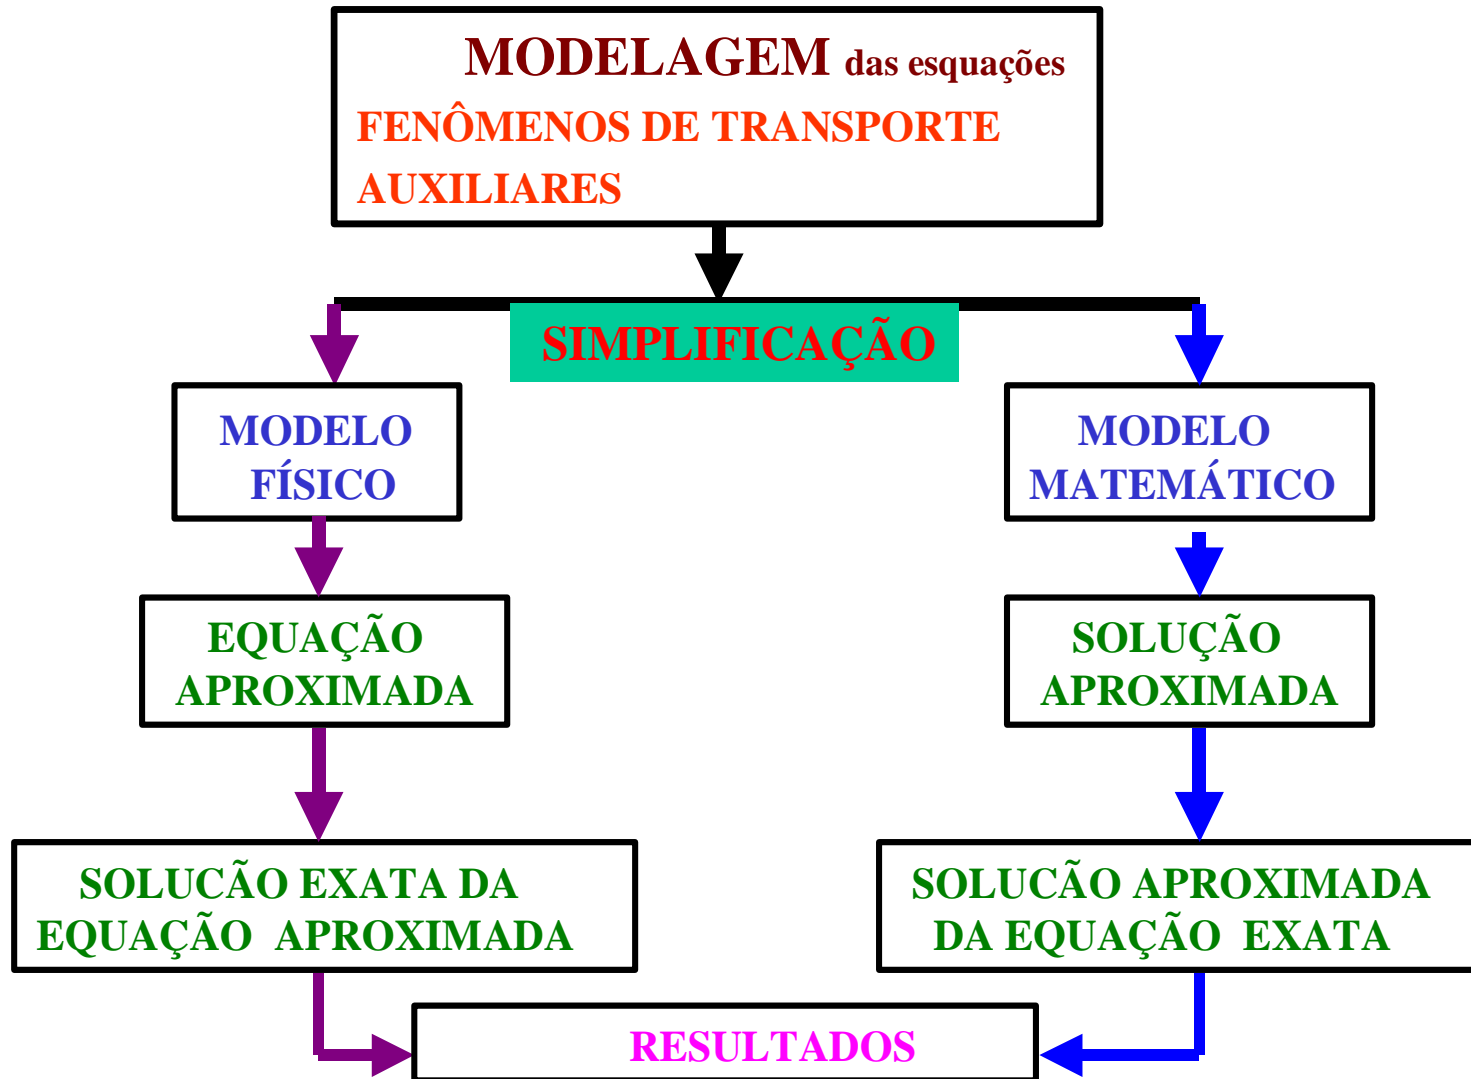 MODELAGEM das esquações
FENÔMENOS DE TRANSPORTE
AUXILIARES
SIMPLIFICAÇÃO
MODELO
FÍSICO
MODELO
MATEMÁTICO
EQUAÇÃO
APROXIMADA
SOLUÇÃO
APROXIMADA
SOLUCÃO EXATA DA
EQUAÇÃO APROXIMADA
SOLUCÃO APROXIMADA
DA EQUAÇÃO EXATA
RESULTADOS